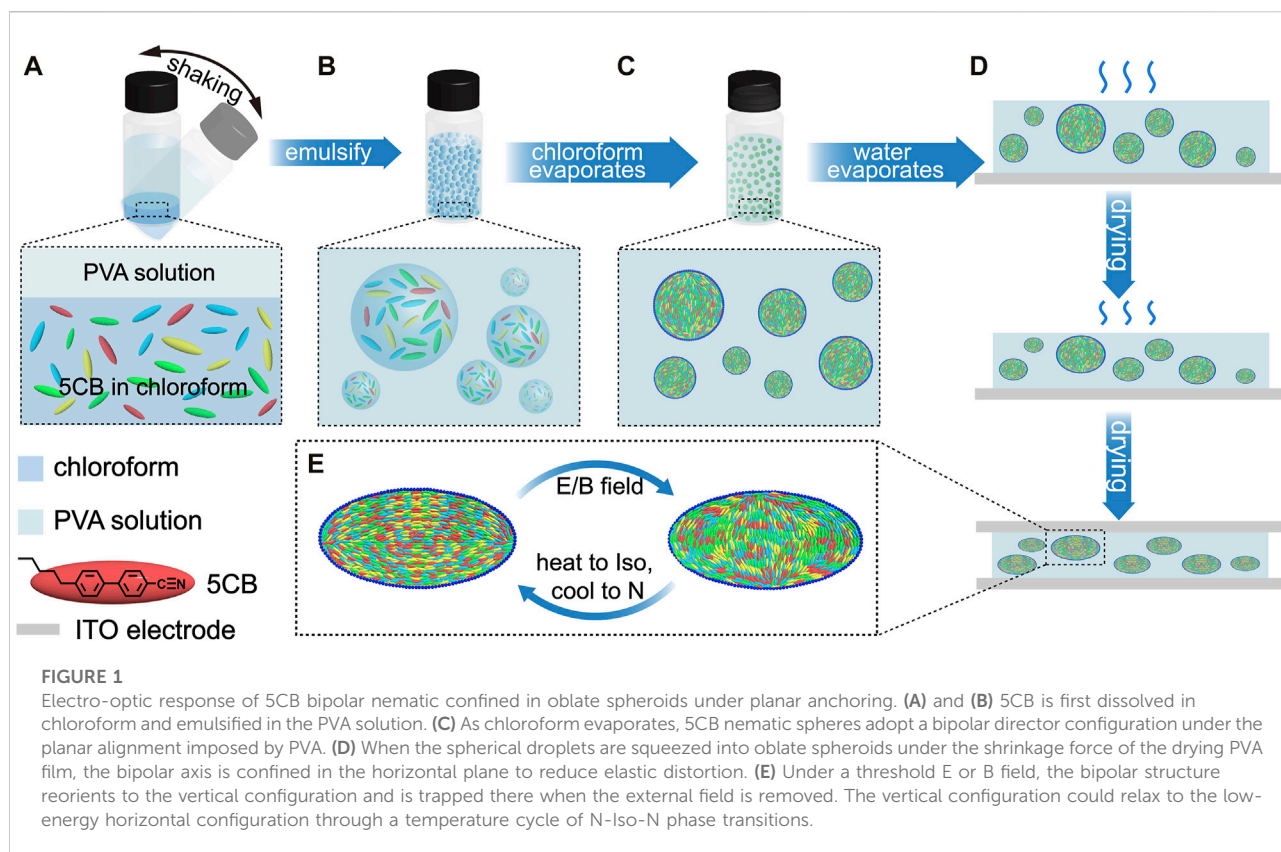 A
shaking
B
C
D
emulsify
chloroform
evaporates
water
evaporates
PVA solution
5CB in chloroform
drying
drying
chloroform
PVA solution
C≡N
5CB
ITO electrode
E
E/B field
heat to Iso,
cool to N
FIGURE 1
Electro-optic response of 5CB bipolar nematic confined in oblate spheroids under planar anchoring. (A) and (B) 5CB is first dissolved in
chloroform and emulsified in the PVA solution. (C) As chloroform evaporates, 5CB nematic spheres adopt a bipolar director configuration under the
planar alignment imposed by PVA. (D) When the spherical droplets are squeezed into oblate spheroids under the shrinkage force of the drying PVA
film, the bipolar axis is confined in the horizontal plane to reduce elastic distortion. (E) Under a threshold E or B field, the bipolar structure
reorients to the vertical configuration and is trapped there when the external field is removed. The vertical configuration could relax to the low-
energy horizontal configuration through a temperature cycle of N-Iso-N phase transitions.